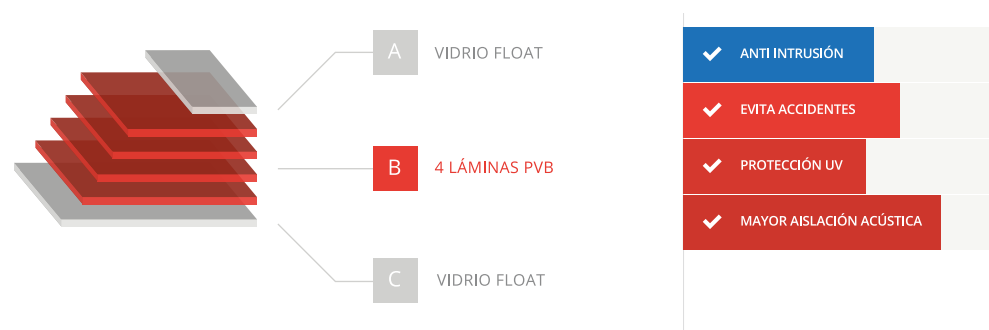 A
VIDRIO FLOAT
B
4 LÁMINAS PVB
C
VIDRIO FLOAT
ANTI INTRUSIÓN
EVITA ACCIDENTES
PROTECCIÓN UV
MAYOR AISLACIÓN ACÚSTICA